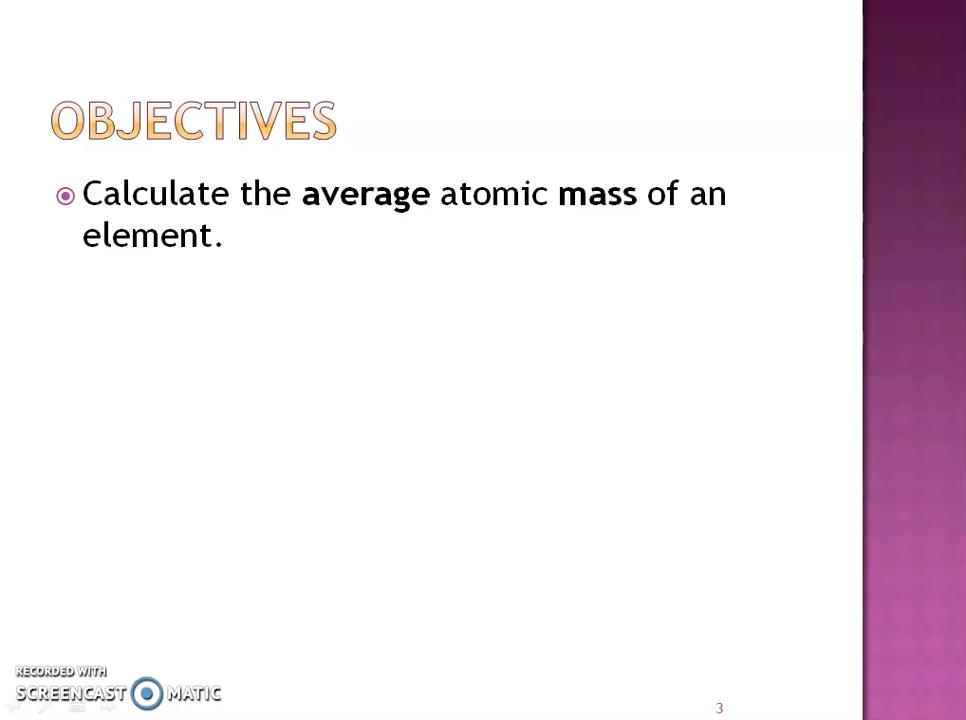 OBJECTIVES
Calculate the average atomic mass of an
element.
RECORDED WITH
SCREENCAST MATIC
3